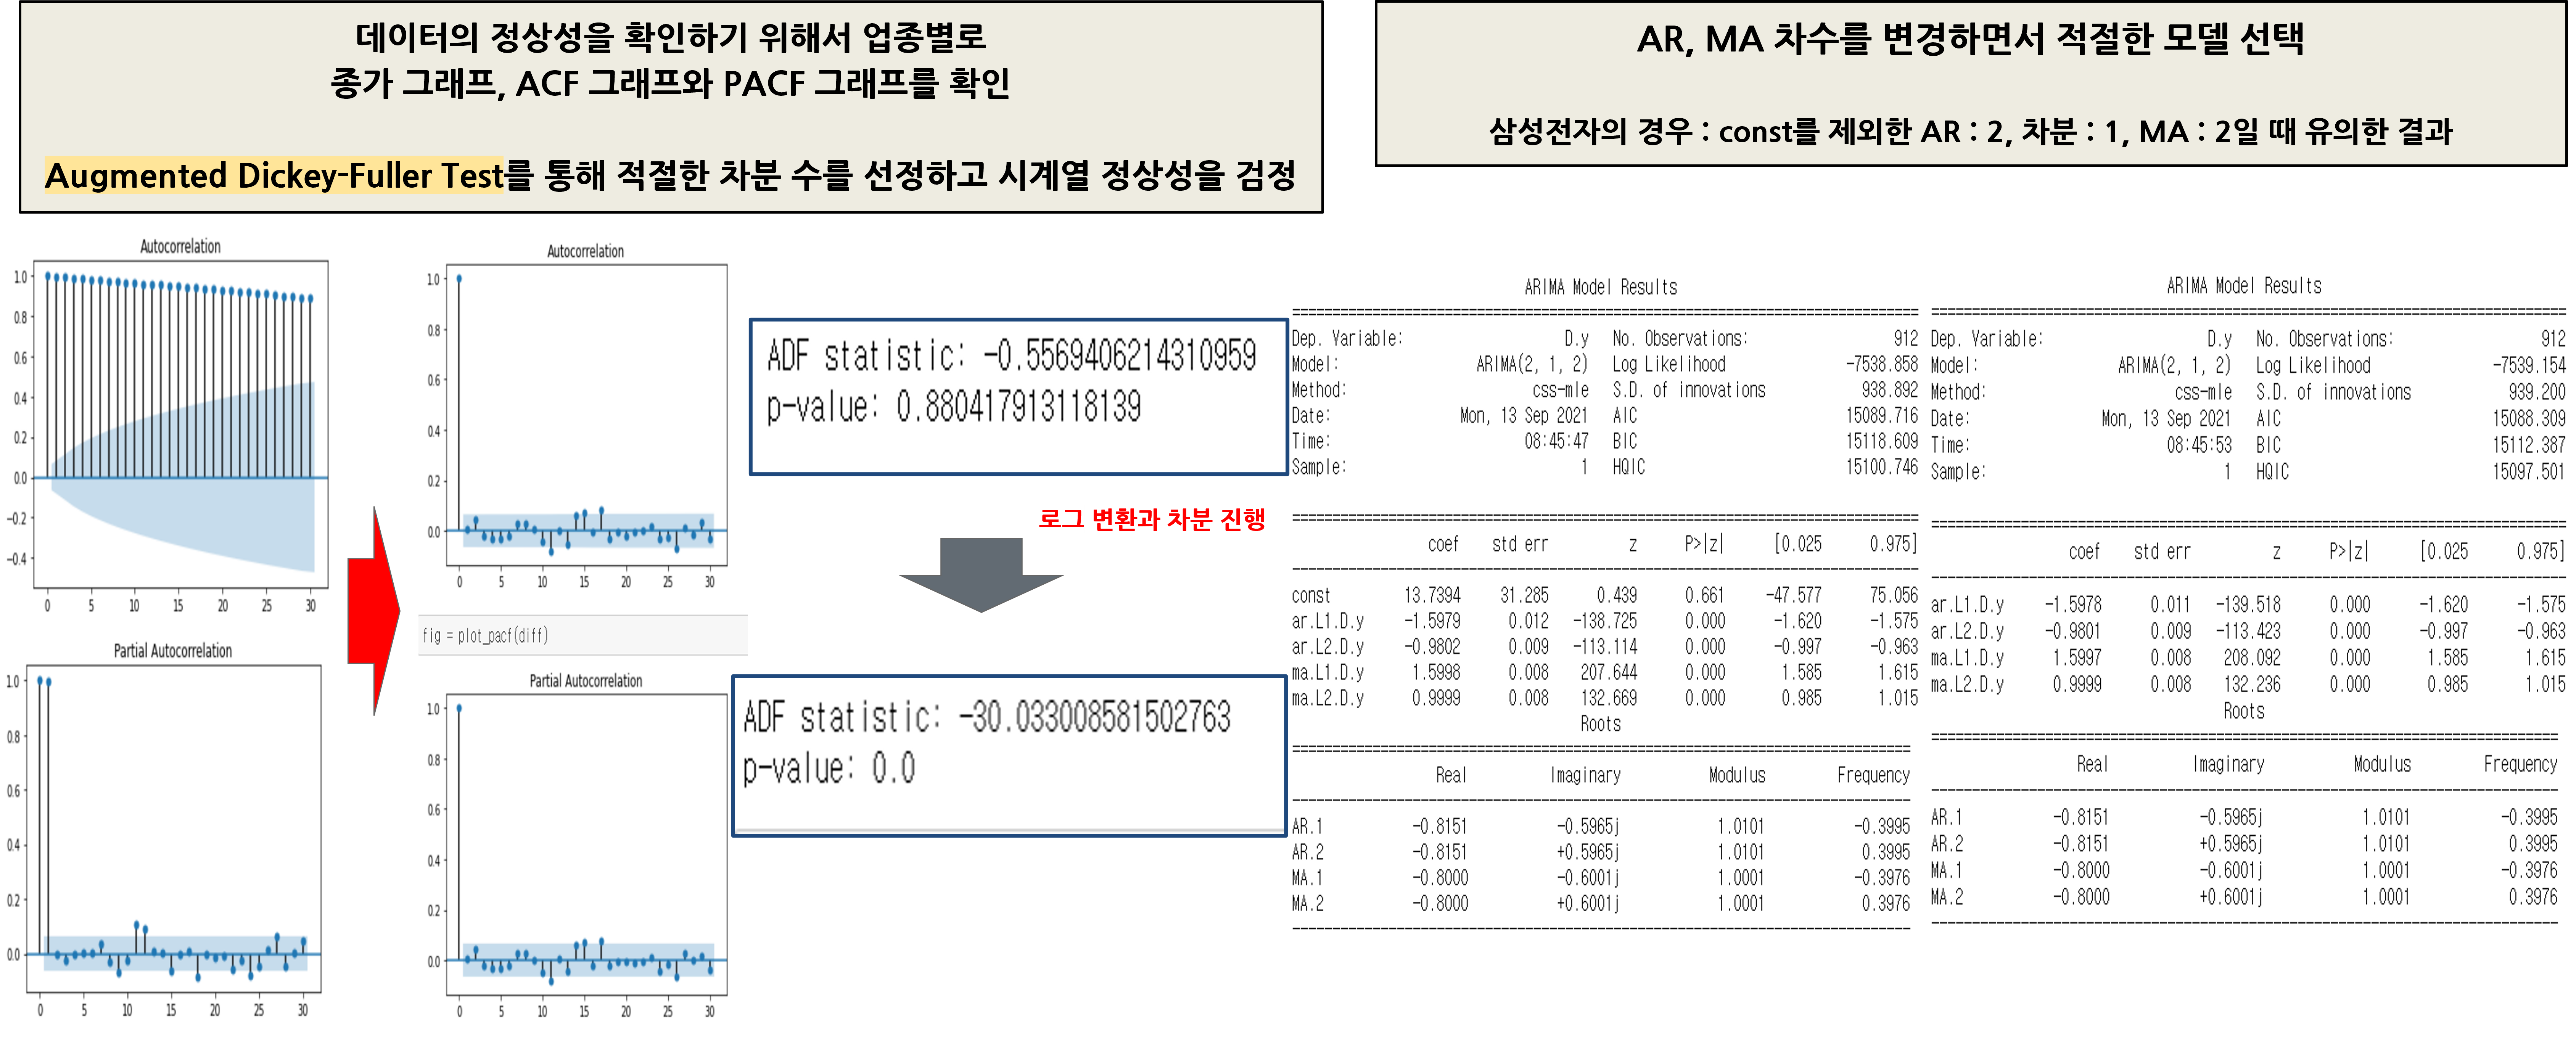 데이터의 정상성을 확인하기 위해서 업종별로
종가 그래프, ACF 그래프와 PACF 그래프를 확인
Augmented Dickey-Fuller Test를 통해 적절한 차분 수를 선정하고 시계열 정상성을 검정
AR, MA 차수를 변경하면서 적절한 모델 선택
삼성전자의 경우 : const를 제외한 AR : 2, 차분 : 1, MA : 2일 때 유의한 결과
Autocorrelation
1.0
0.8
0.6
0.4
0.2
0.0
−0.2
−0.4
0 5 10 15 20 25 30
Partial Autocorrelation
1.0
0.8
0.6
0.4
0.2
0.0
0 5 10 15 20 25 30
Autocorrelation
1.0
0.8
0.6
0.4
0.2
0.0
0 5 10 15 20 25 30
fig = plot_pacf(diff)
Partial Autocorrelation
1.0
0.8
0.6
0.4
0.2
0.0
0 5 10 15 20 25 30
ADF statistic: -0.5569406214310959
p-value: 0.880417913118139
로그 변환과 차분 진행
ADF statistic: -30.033008581502763
p-value: 0.0
ARIMA Model Results
Dep. Variable: D.y No. Observations: 912
Model: ARIMA(2, 1, 2) Log Likelihood -7538.858
Method: css-mle S.D. of innovations 938.892
Date: Mon, 13 Sep 2021 AIC 15089.716
Time: 08:45:47 BIC 15118.609
Sample: 1 HQIC 15100.746
coef std err z P>|z| [0.025 0.975]
const 13.7394 31.285 0.439 0.661 -47.577 75.056
ar.L1.D.y -1.5979 0.012 -138.725 0.000 -1.620 -1.575
ar.L2.D.y -0.9802 0.009 -113.114 0.000 -0.997 -0.963
ma.L1.D.y 1.5998 0.008 207.644 0.000 1.585 1.615
ma.L2.D.y 0.9999 0.008 132.669 0.000 0.985 1.015
Roots
Real Imaginary Modulus Frequency
AR.1 -0.8151 -0.5965j 1.0101 -0.3995
AR.2 -0.8151 +0.5965j 1.0101 0.3995
MA.1 -0.8000 -0.6001j 1.0001 -0.3976
MA.2 -0.8000 +0.6001j 1.0001 0.3976
ARIMA Model Results
Dep. Variable: D.y No. Observations: 912
Model: ARIMA(2, 1, 2) Log Likelihood -7539.154
Method: css-mle S.D. of innovations 939.200
Date: Mon, 13 Sep 2021 AIC 15088.309
Time: 08:45:53 BIC 15112.387
Sample: 1 HQIC 15097.501
coef std err z P>|z| [0.025 0.975]
ar.L1.D.y -1.5978 0.011 -139.518 0.000 -1.620 -1.575
ar.L2.D.y -0.9801 0.009 -113.423 0.000 -0.997 -0.963
ma.L1.D.y 1.5997 0.008 208.092 0.000 1.585 1.615
ma.L2.D.y 0.9999 0.008 132.236 0.000 0.985 1.015
Roots
Real Imaginary Modulus Frequency
AR.1 -0.8151 -0.5965j 1.0101 -0.3995
AR.2 -0.8151 +0.5965j 1.0101 0.3995
MA.1 -0.8000 -0.6001j 1.0001 -0.3976
MA.2 -0.8000 +0.6001j 1.0001 0.3976